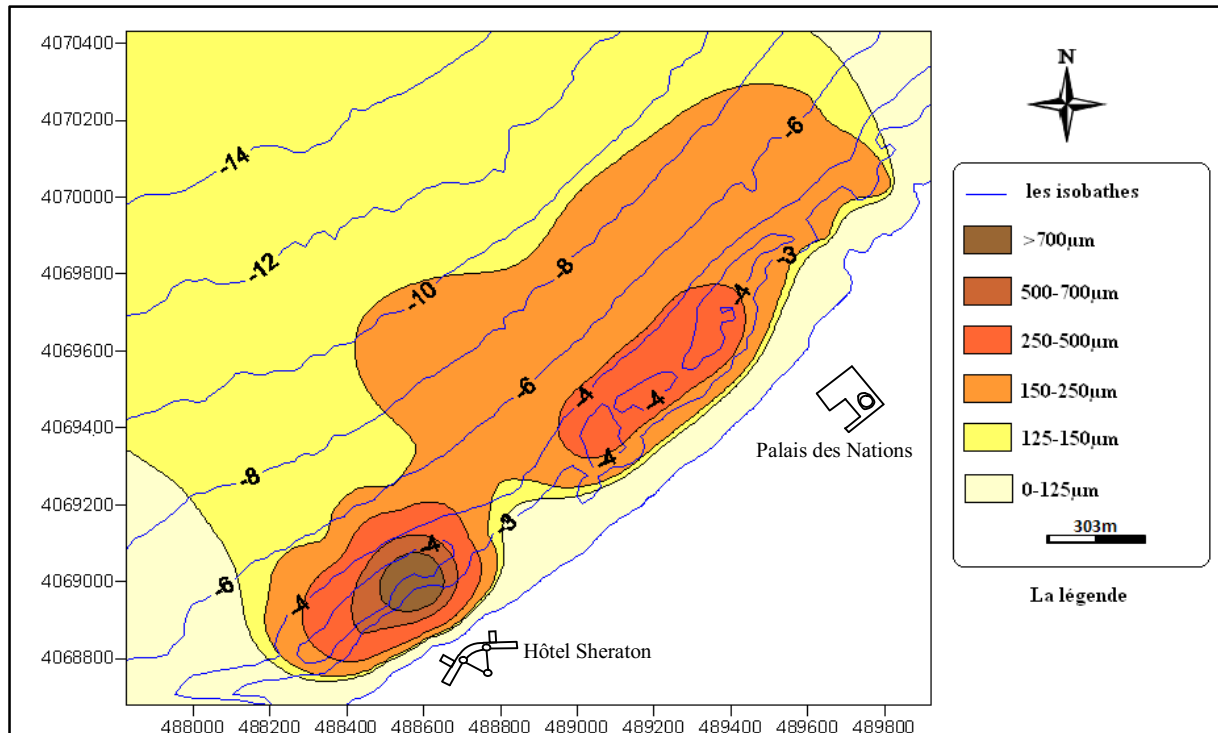 4070400
4070200
4070000
4069800
4069600
4069400
4069200
4069000
4068800
488000 488200 488400 488600 488800 489000 489200 489400 489600 489800
-14
-12
-10
-8
-6
-3
-4
-6
-4
-4
-4
-8
-3
-4
-6
-4
Palais des Nations
Hôtel Sheraton
N
les isobathes
>700µm
500-700µm
250-500µm
150-250µm
125-150µm
0-125µm
303m
La légende